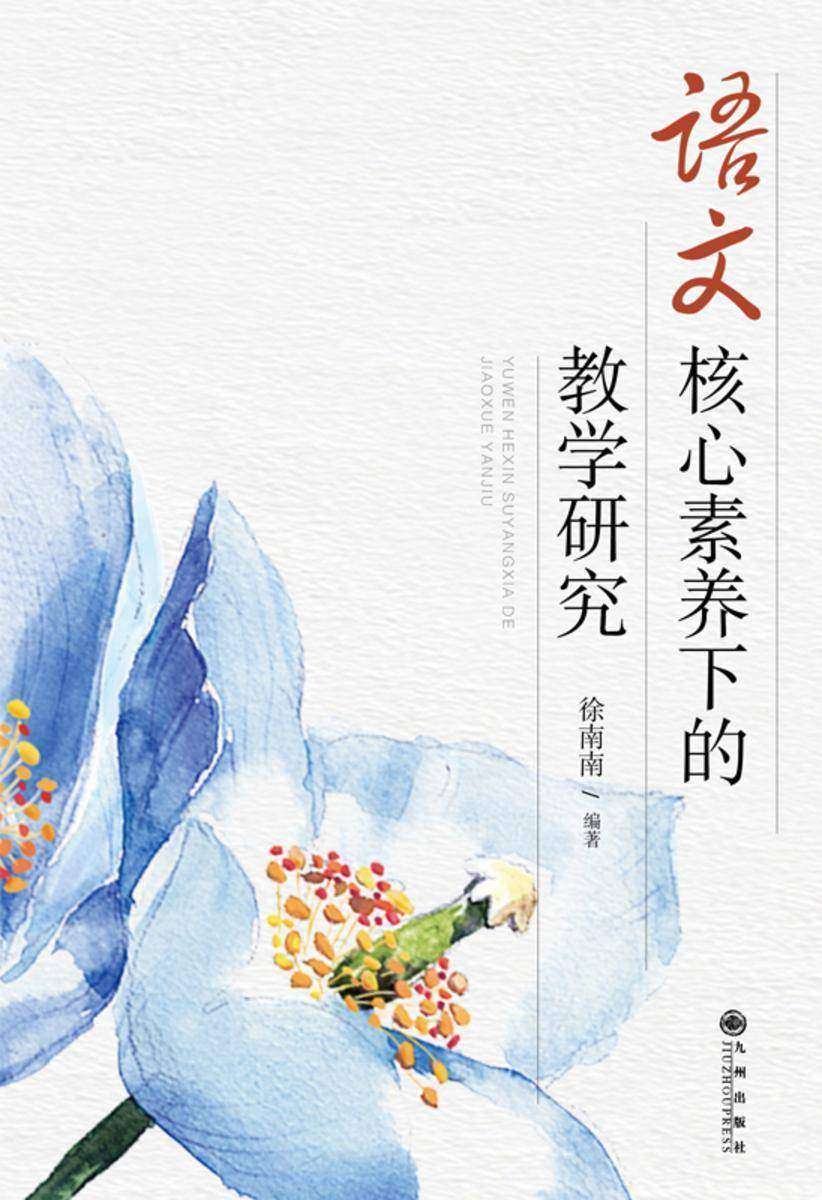 语文
核心素养下的
教学研究
YUWEN HEXIN SUYANGXIA DE
JIAOXUE YANJIU
徐南南 / 编著
九州出版社
JIUZHOUPRESS